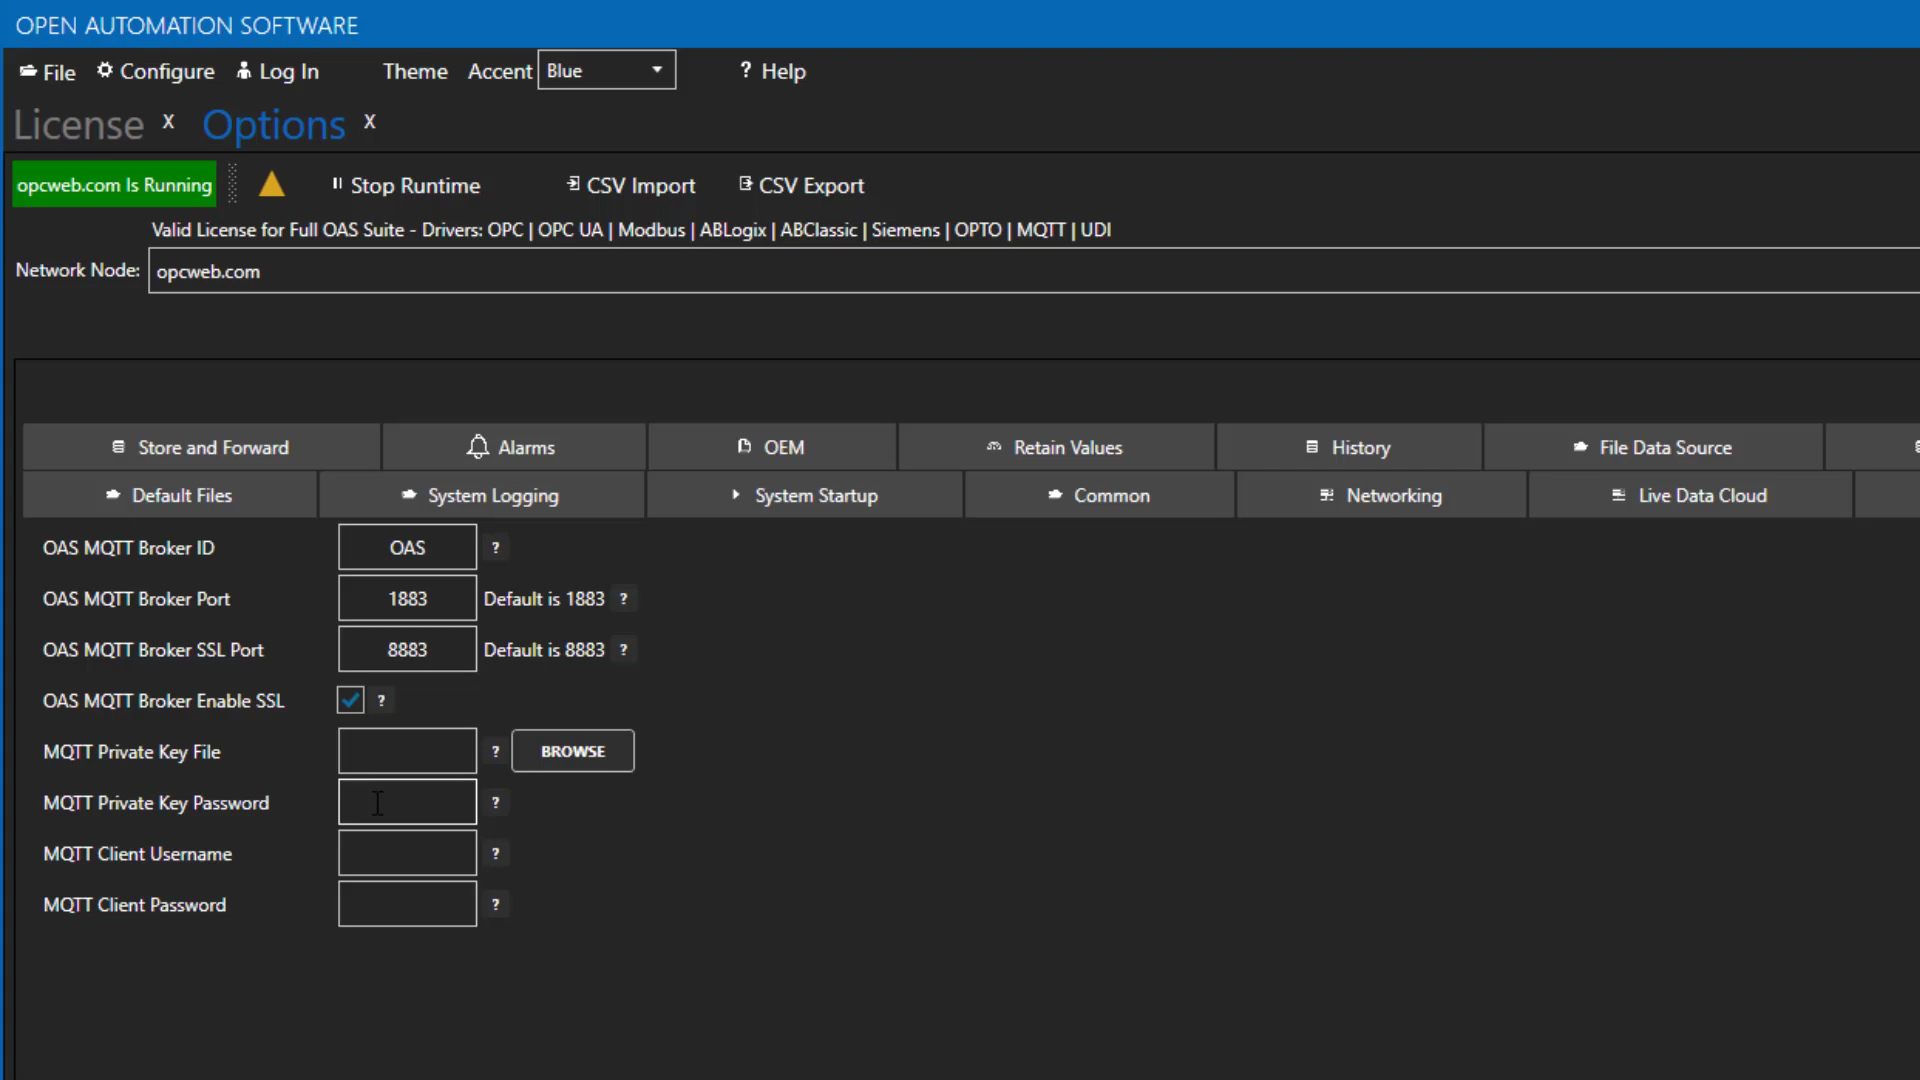 OPEN AUTOMATION SOFTWARE
File Configure Log In Theme Accent Blue ? Help
License x Options x
opcweb.com Is Running Stop Runtime CSV Import CSV Export
Valid License for Full OAS Suite - Drivers: OPC | OPC UA | Modbus | ABLogix | ABClassic | Siemens | OPTO | MQTT | UDI
Network Node: opcweb.com
Store and Forward Alarms OEM Retain Values History File Data Source
Default Files System Logging System Startup Common Networking Live Data Cloud
OAS MQTT Broker ID OAS ?
OAS MQTT Broker Port 1883 Default is 1883 ?
OAS MQTT Broker SSL Port 8883 Default is 8883 ?
OAS MQTT Broker Enable SSL ?
MQTT Private Key File ? BROWSE
MQTT Private Key Password ?
MQTT Client Username ?
MQTT Client Password ?